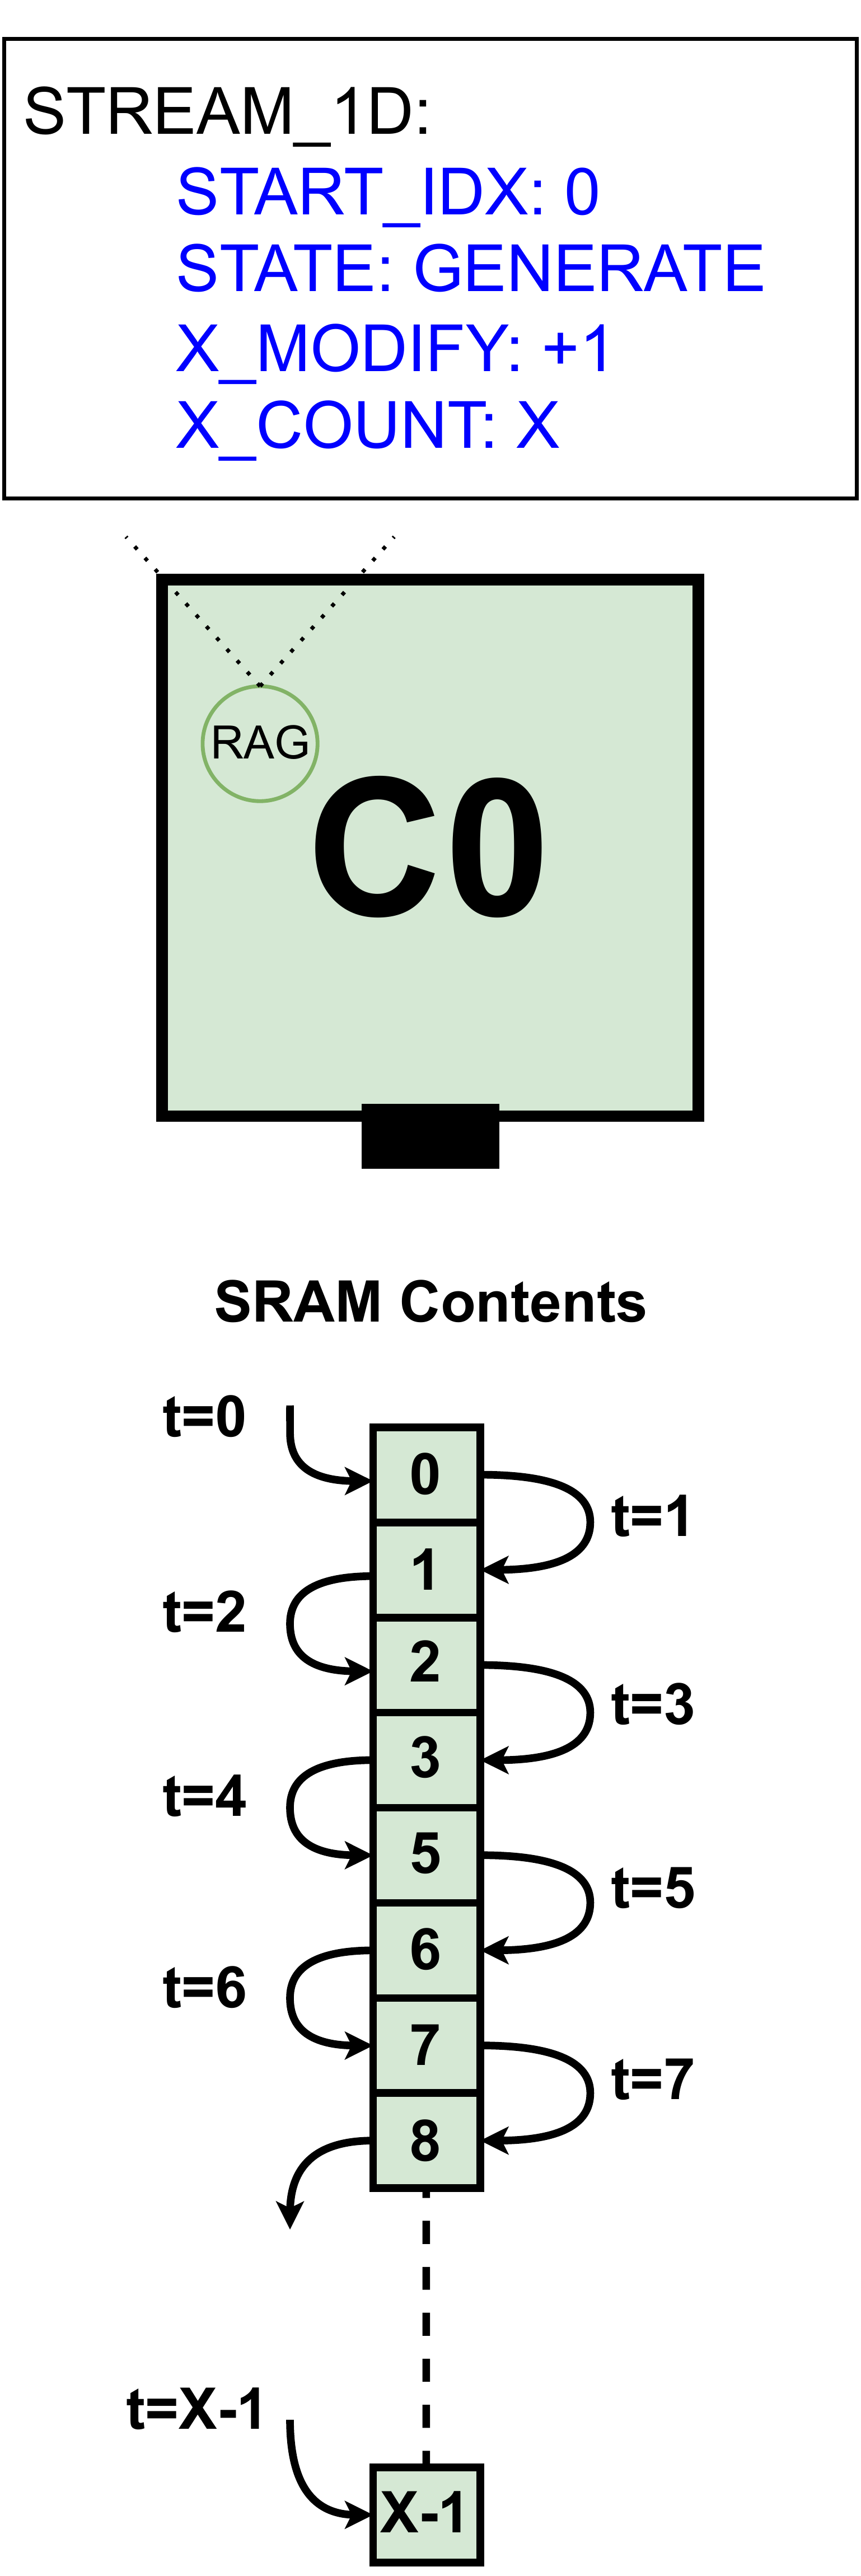 STREAM_1D:
START_IDX: 0
STATE: GENERATE
X_MODIFY: +1
X_COUNT: X
RAG
C0
SRAM Contents
t=0
0
t=1
1
t=2
2
t=3
3
t=4
5
t=5
6
t=6
7
t=7
8
t=X-1
X-1